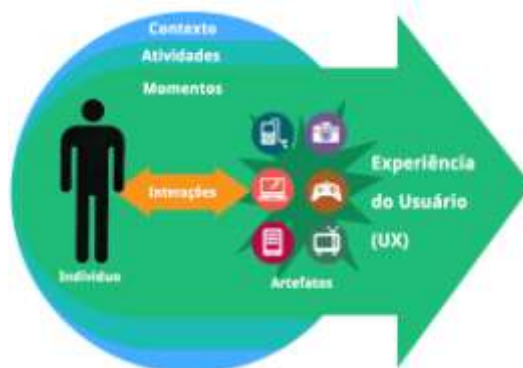 Contexto
Atividades
Momentos
Interações
Indivíduo
Artefatos
Experiência
do Usuário
(UX)